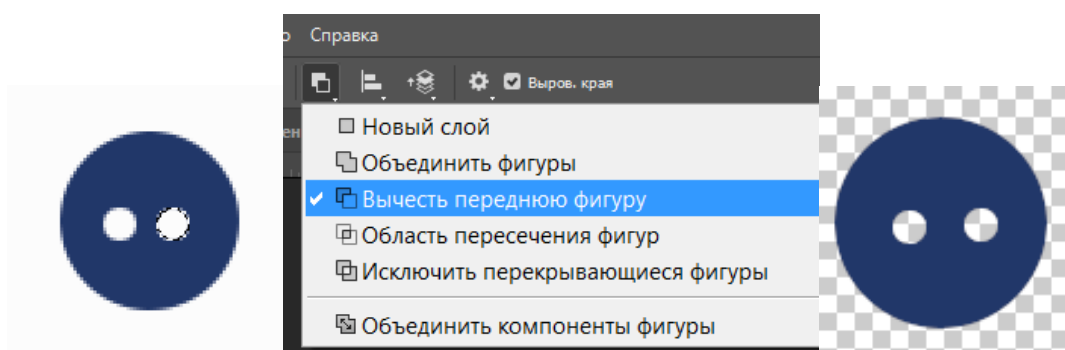 Справка
Выров. края
Новый слой
Объединить фигуры
Вычесть переднюю фигуру
Область пересечения фигур
Исключить перекрывающиеся фигуры
Объединить компоненты фигуры